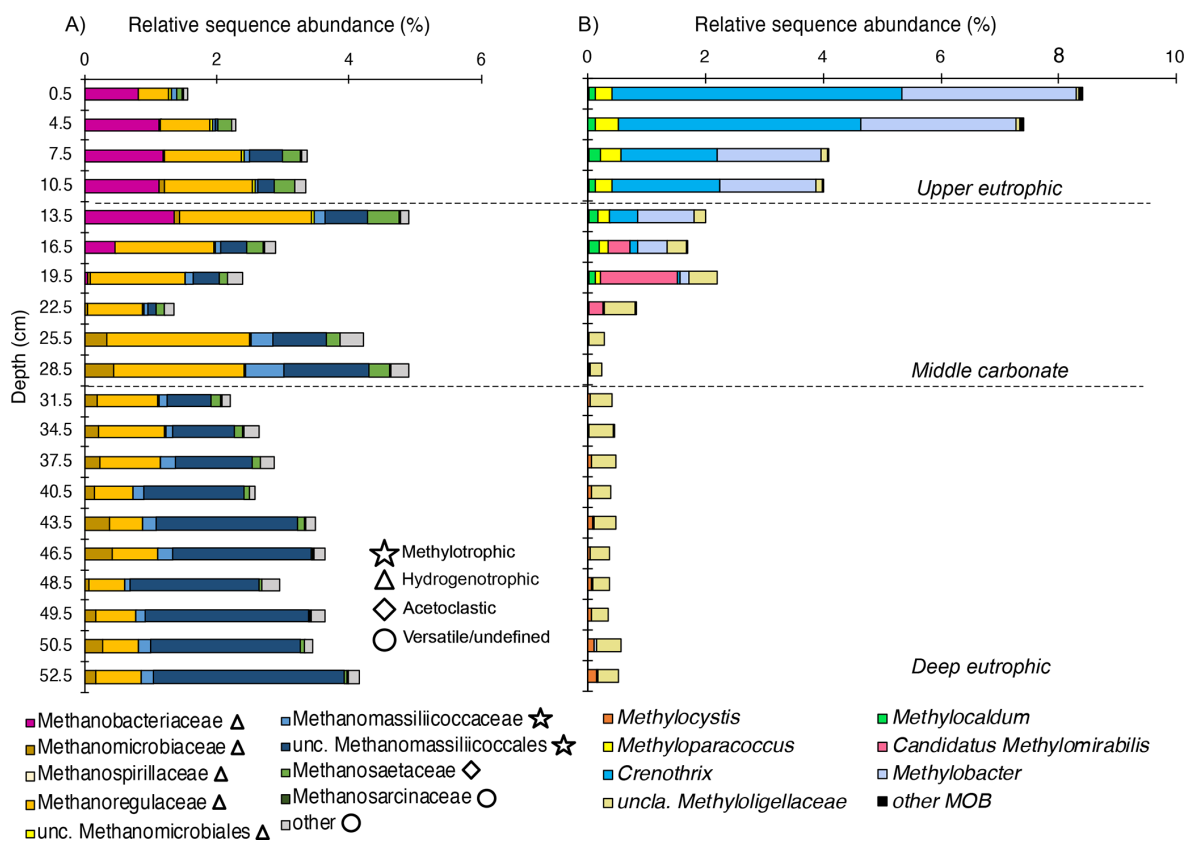 A) Relative sequence abundance (%)
0 2 4 6
B) Relative sequence abundance (%)
0 2 4 6 8 10
Depth (cm)
0.5
4.5
7.5
10.5
13.5
16.5
19.5
22.5
25.5
28.5
31.5
34.5
37.5
40.5
43.5
46.5
48.5
49.5
50.5
52.5
Upper eutrophic
Middle carbonate
Deep eutrophic
Methylotrophic
Hydrogenotrophic
Acetoclastic
Versatile/undefined
Methanobacteriaceae
Methanomicrobiaceae
Methanospirillaceae
Methanoregulaceae
unc. Methanomicrobiales
Methanomassiliicoccaceae
unc. Methanomassiliicoccales
Methanosaetaceae
Methanosarcinaceae
other
Methylocystis
Methyloparacoccus
Crenothrix
uncla. Methyloligellaceae
Methylocaldum
Candidatus Methylomirabilis
Methylobacter
other MOB